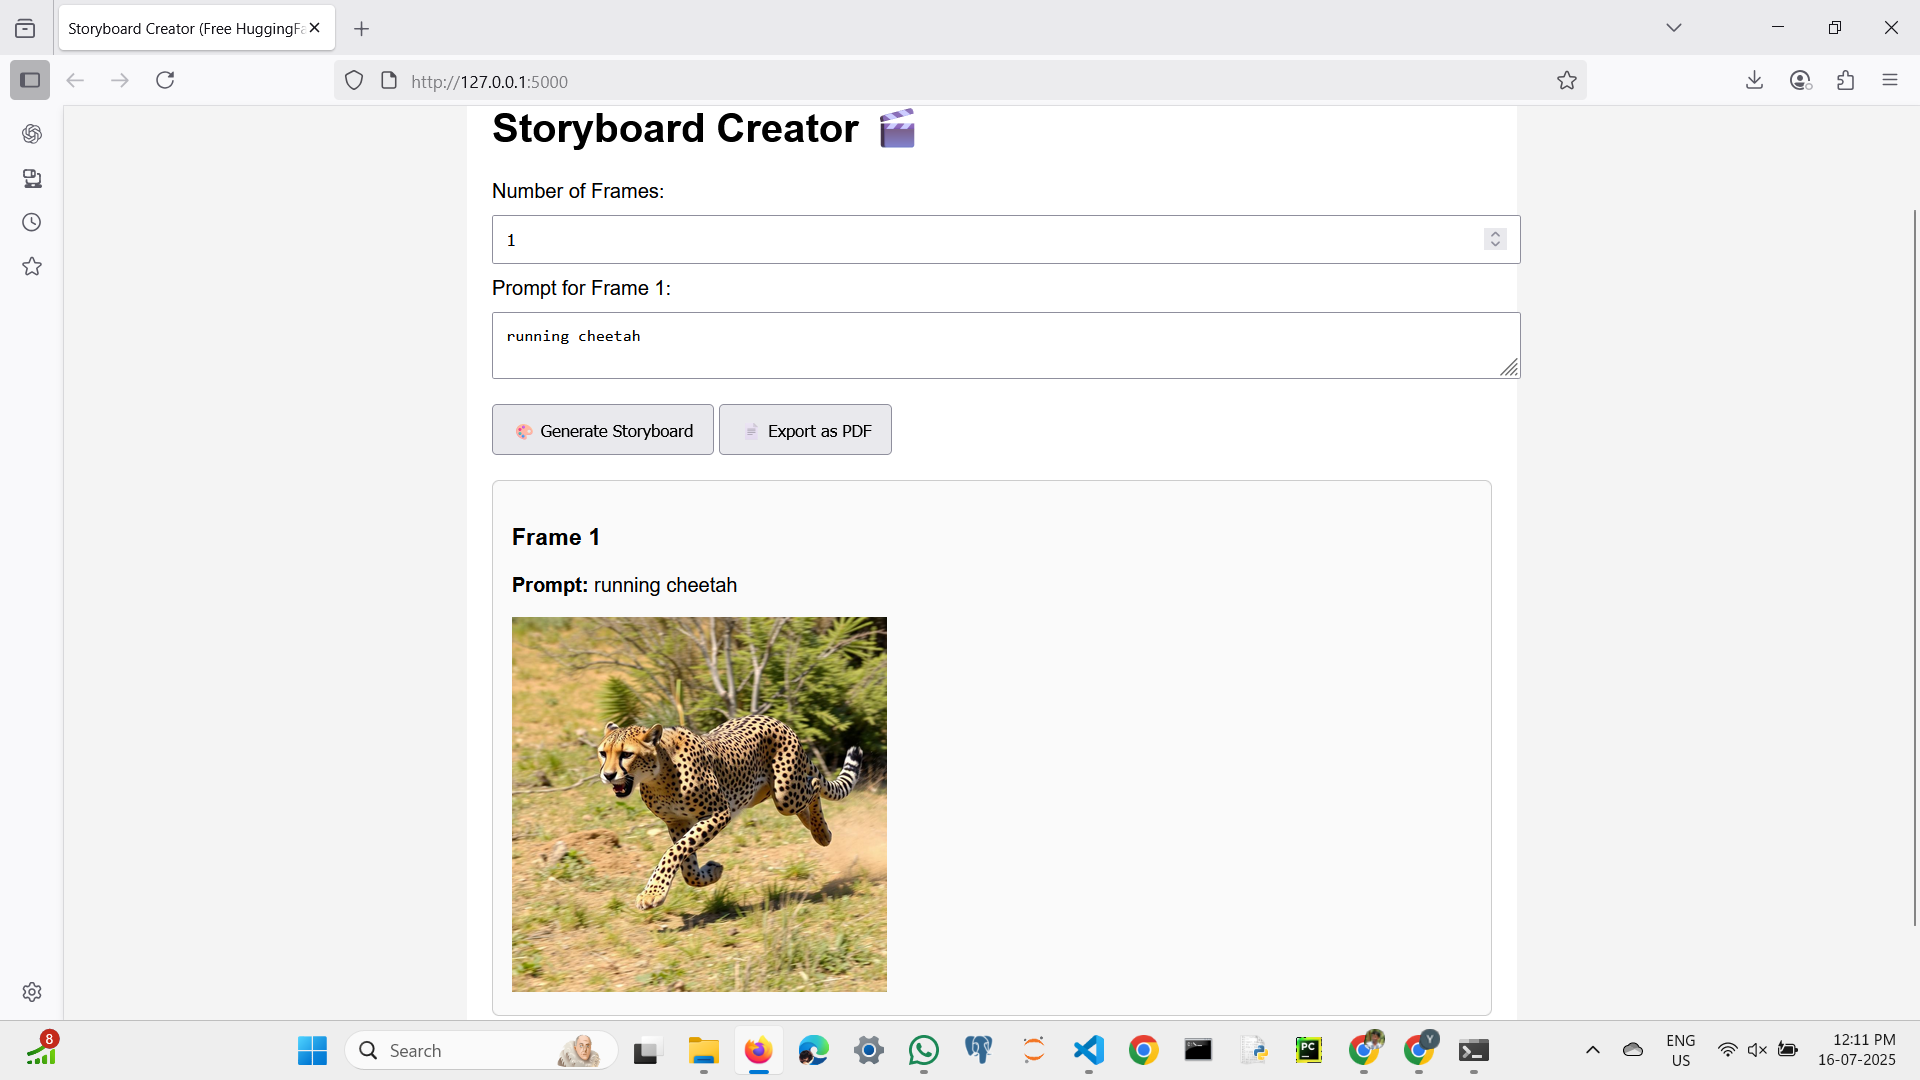 Storyboard Creator (Free HuggingFa
http://127.0.0.1:5000
Storyboard Creator 🎬
Number of Frames:
1
Prompt for Frame 1:
running cheetah
🎨 Generate Storyboard
📄 Export as PDF
Frame 1
Prompt: running cheetah
8
Search
PC
Y
ENG
US
12:11 PM
16-07-2025